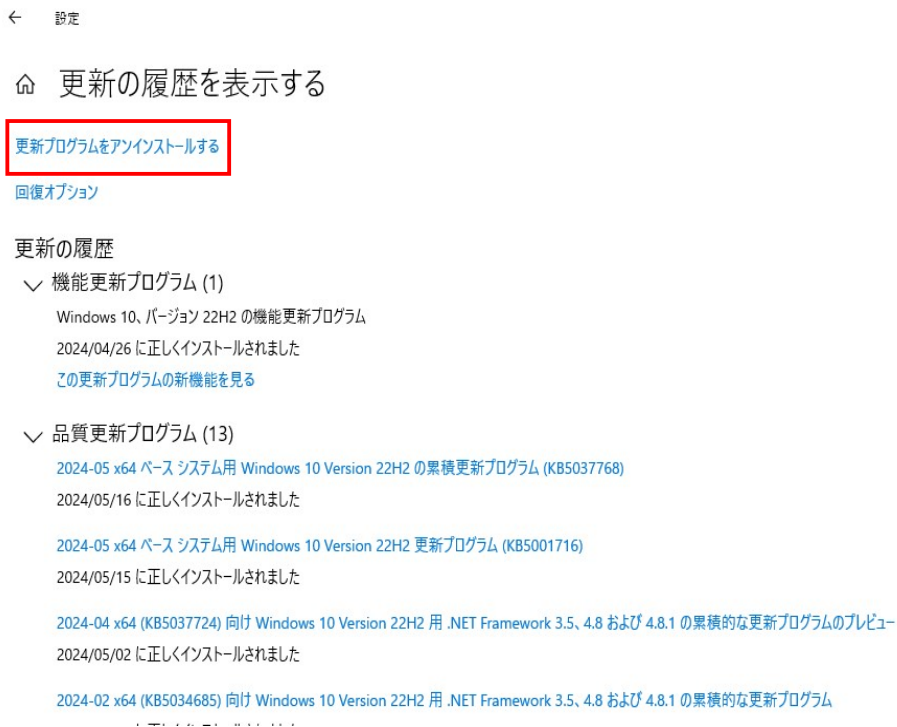 設定
更新の履歴を表示する
更新プログラムをアンインストールする
回復オプション
更新の履歴
機能更新プログラム (1)
Windows 10、バージョン 22H2 の機能更新プログラム
2024/04/26 に正しくインストールされました
この更新プログラムの新機能を見る
品質更新プログラム (13)
2024-05 x64 ベース システム用 Windows 10 Version 22H2 の累積更新プログラム (KB5037768)
2024/05/16 に正しくインストールされました
2024-05 x64 ベース システム用 Windows 10 Version 22H2 更新プログラム (KB5001716)
2024/05/15 に正しくインストールされました
2024-04 x64 (KB5037724) 向け Windows 10 Version 22H2 用 .NET Framework 3.5、4.8 および 4.8.1 の累積的な更新プログラムのプレビュー
2024/05/02 に正しくインストールされました
2024-02 x64 (KB5034685) 向け Windows 10 Version 22H2 用 .NET Framework 3.5、4.8 および 4.8.1 の累積的な更新プログラム